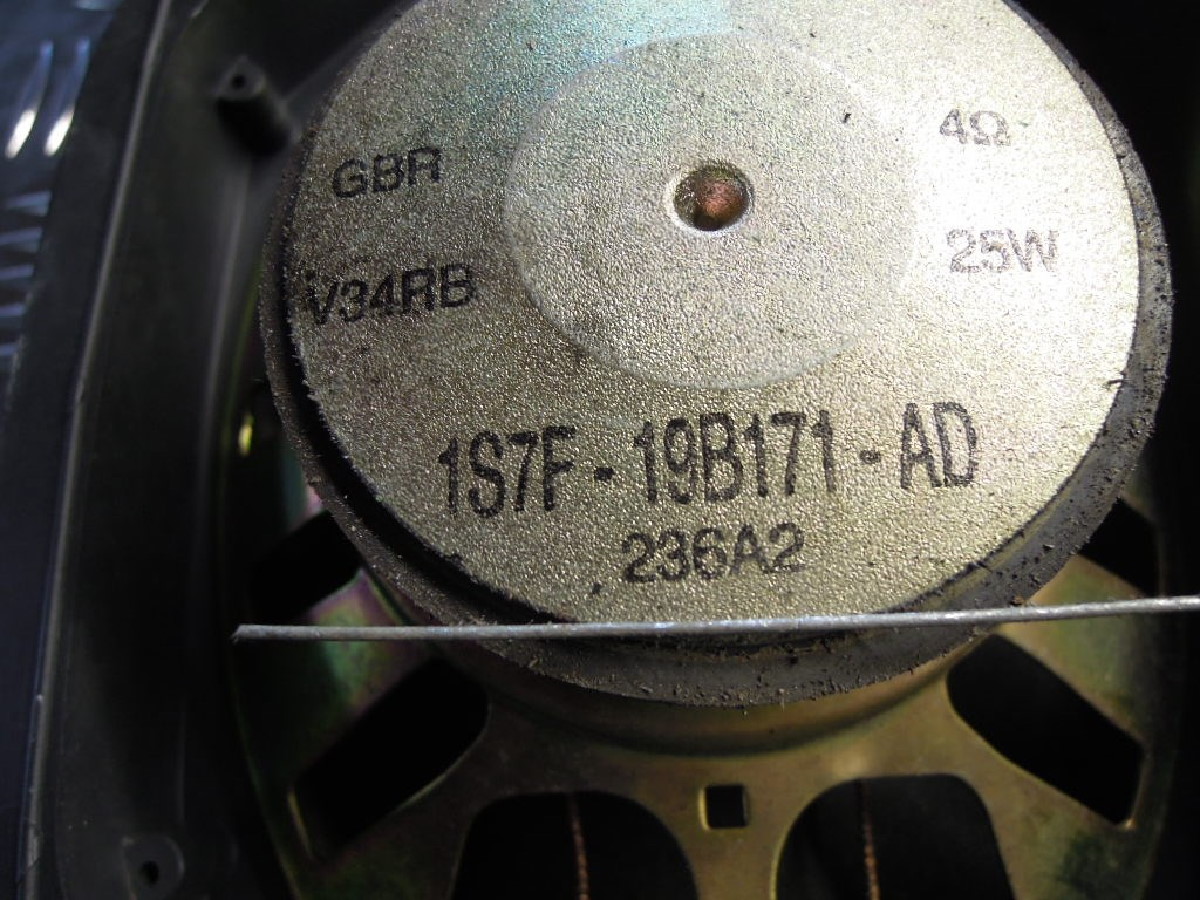 GBR
4Ω
V34RB
25W
1S7F - 19B171 - AD
236A2